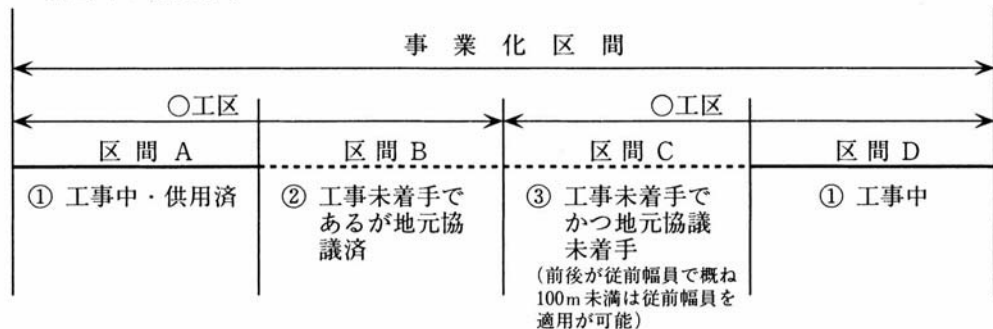 事業化区間
○工区
○工区
区間A
区間B
区間C
区間D
① 工事中・供用済
② 工事未着手で
あるが地元協
議済
③ 工事未着手で
かつ地元協議
未着手
(前後が従前幅員で概ね
100m未満は従前幅員を
適用が可能)
① 工事中